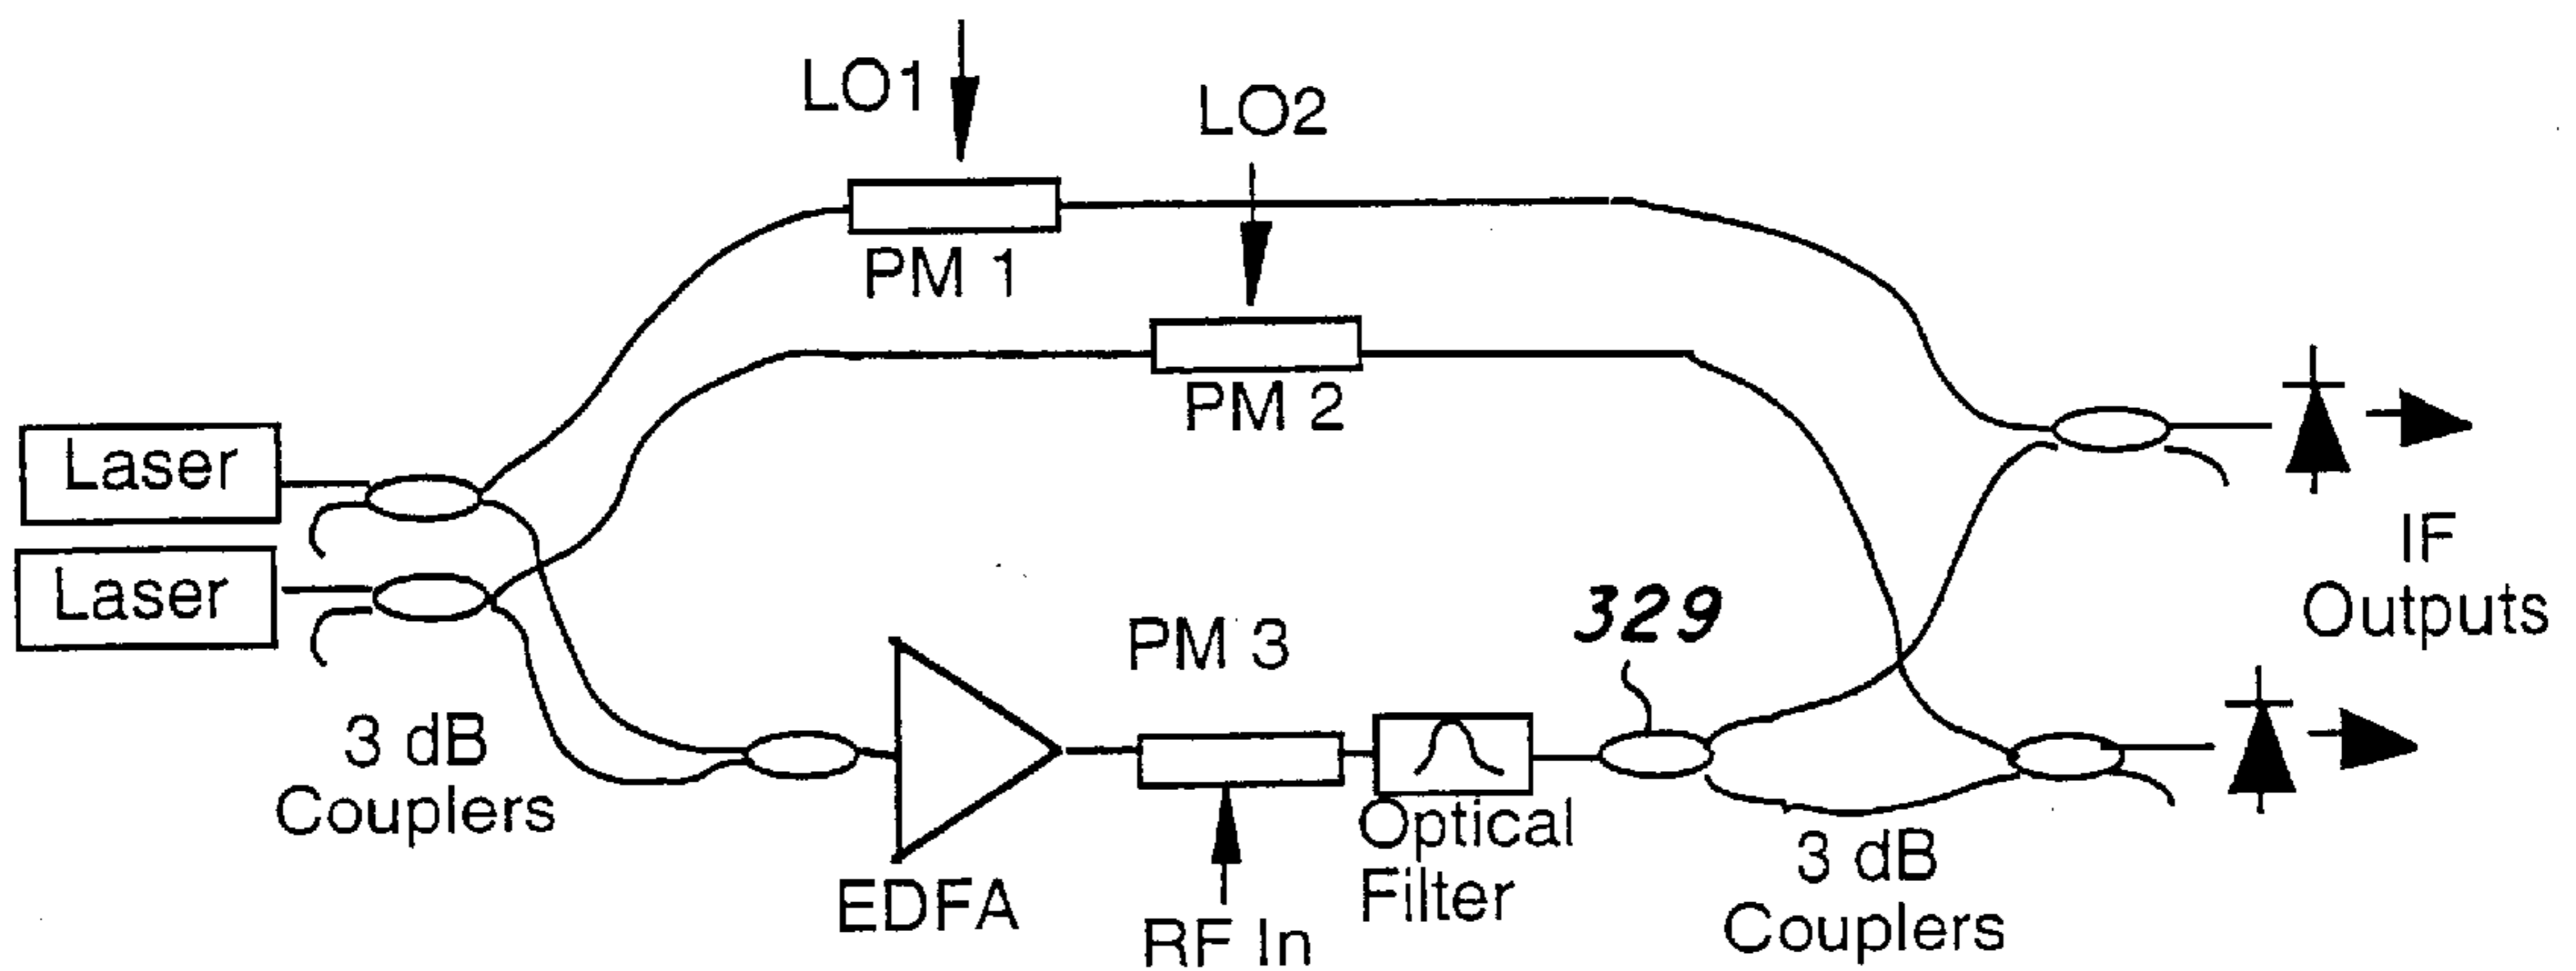 LO1
LO2
PM 1
PM 2
Laser
Laser
3 dB
Couplers
EDFA
PM 3
RF In
Optical
Filter
329
3 dB
Couplers
IF
Outputs